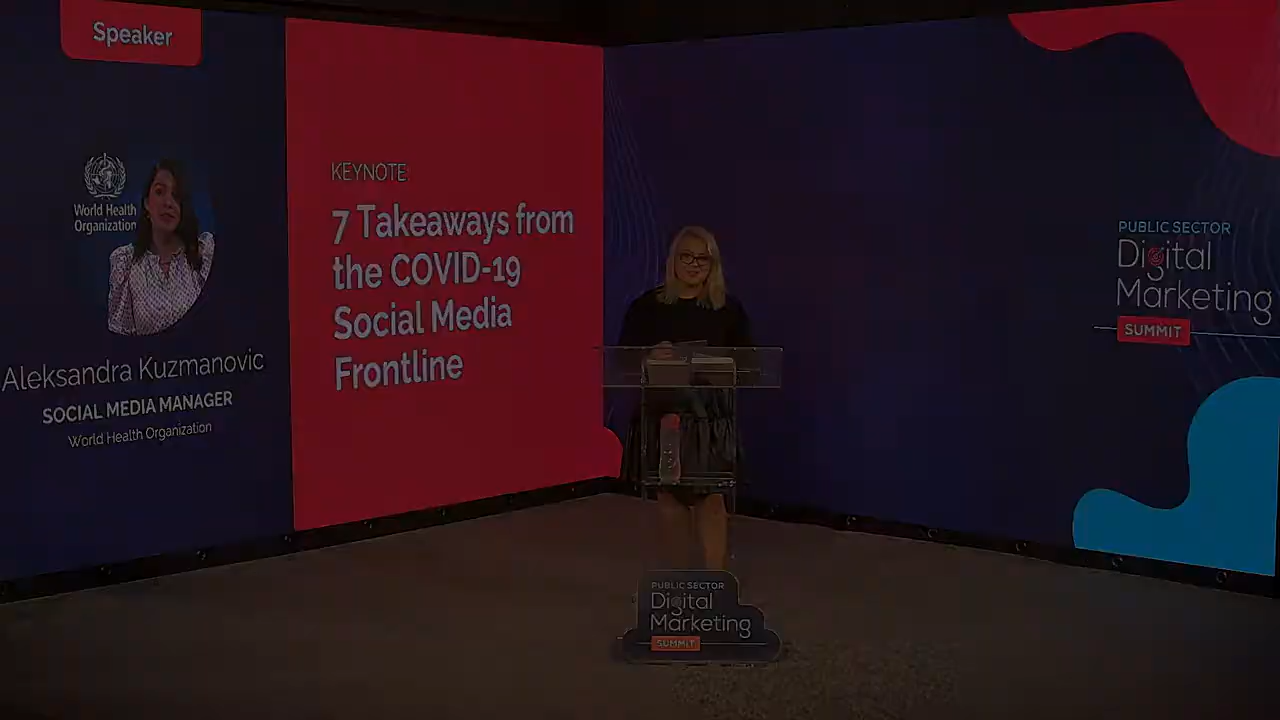 Speaker
World Health
Organization
Aleksandra Kuzmanovic
SOCIAL MEDIA MANAGER
World Health Organization
KEYNOTE
7 Takeaways from
the COVID-19
Social Media
Frontline
PUBLIC SECTOR
Digital
Marketing
SUMMIT
PUBLIC SECTOR
Digital
Marketing
SUMMIT